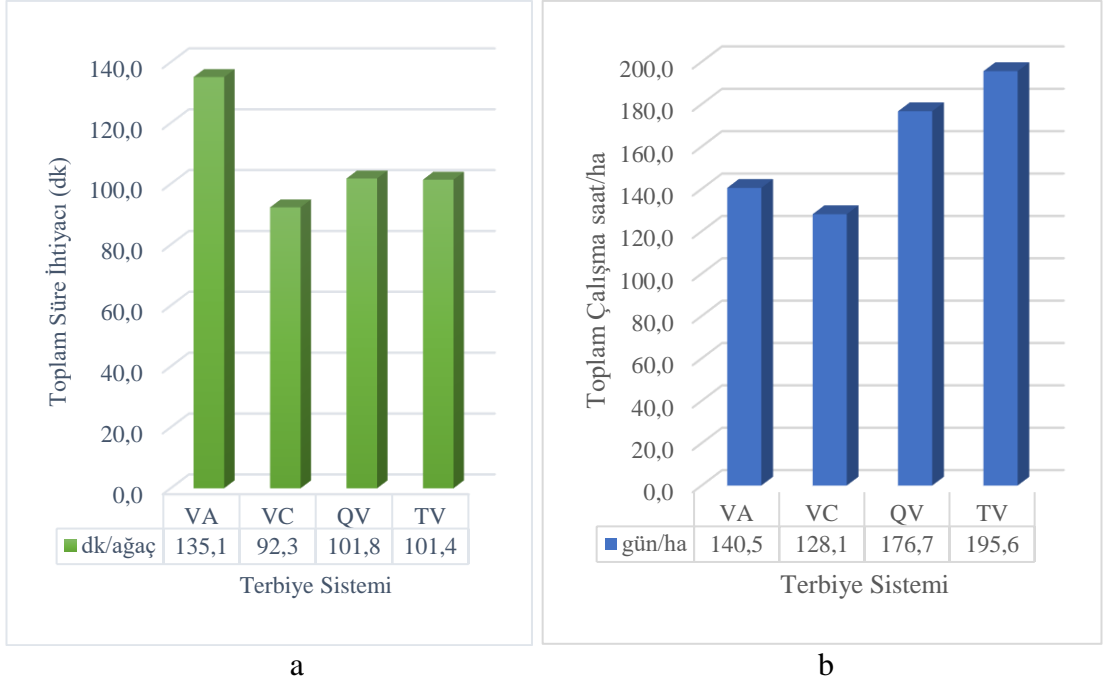 Toplam Süre İhtiyacı (dk)
140,0
120,0
100,0
80,0
60,0
40,0
20,0
0,0
VA VC QV TV
dk/ağaç 135,1 92,3 101,8 101,4
Terbiye Sistemi
a
Toplam Çalışma saat/ha
200,0
180,0
160,0
140,0
120,0
100,0
80,0
60,0
40,0
20,0
0,0
VA VC QV TV
gün/ha 140,5 128,1 176,7 195,6
Terbiye Sistemi
b